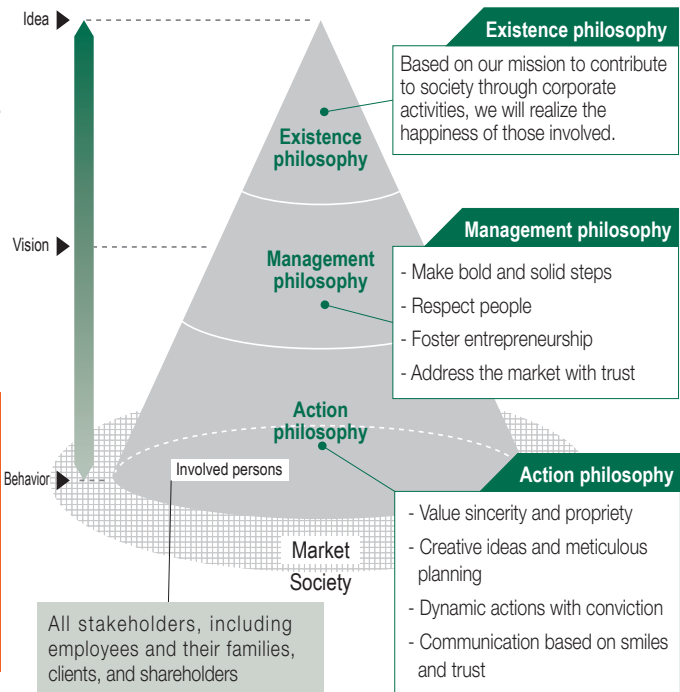 Idea
Existence philosophy
Based on our mission to contribute
to society through corporate
activities, we will realize the
happiness of those involved.
Existence
philosophy
Vision
Management philosophy
- Make bold and solid steps
- Respect people
- Foster entrepreneurship
- Address the market with trust
Management
philosophy
Action
philosophy
Behavior
Involved persons
Action philosophy
- Value sincerity and propriety
- Creative ideas and meticulous
planning
- Dynamic actions with conviction
- Communication based on smiles
and trust
Market
Society
All stakeholders, including
employees and their families,
clients, and shareholders